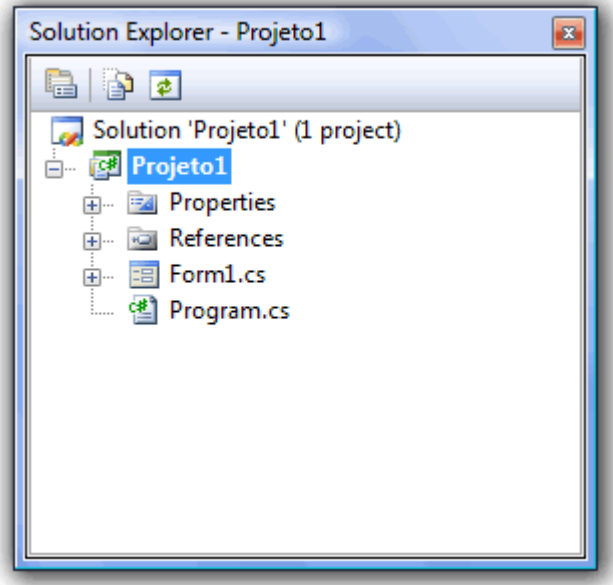 Solution Explorer - Projeto1
Solution 'Projeto1' (1 project)
C# Projeto1
Properties
References
Form1.cs
C# Program.cs